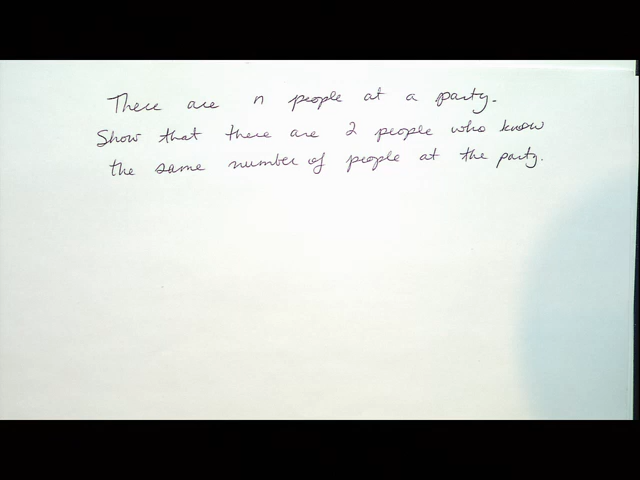 There are n people at a party.
Show that there are 2 people who know
the same number of people at the party.